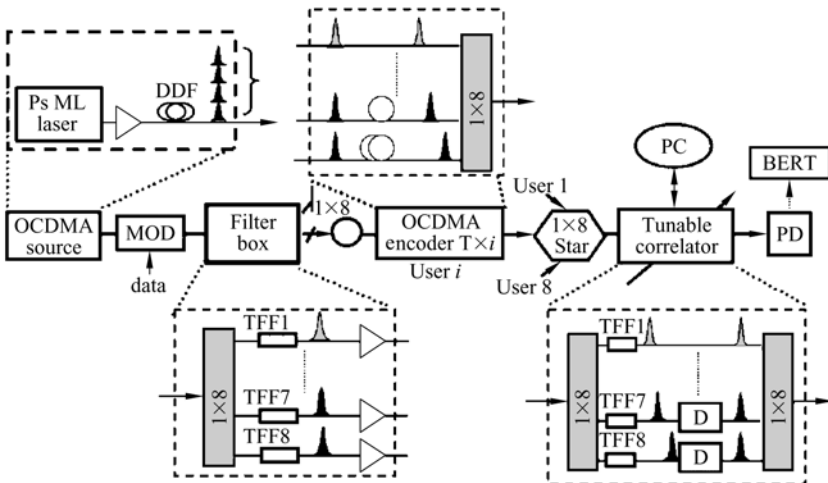 Ps ML
laser
DDF
1×8
PC
BERT
OCDMA
source
MOD
data
Filter
box
1×8
OCDMA
encoder T×i
User i
User 1
1×8
Star
User 8
Tunable
correlator
PD
1×8
TFF1
TFF7
TFF8
1×8
TFF1
TFF7
D
TFF8
D
1×8